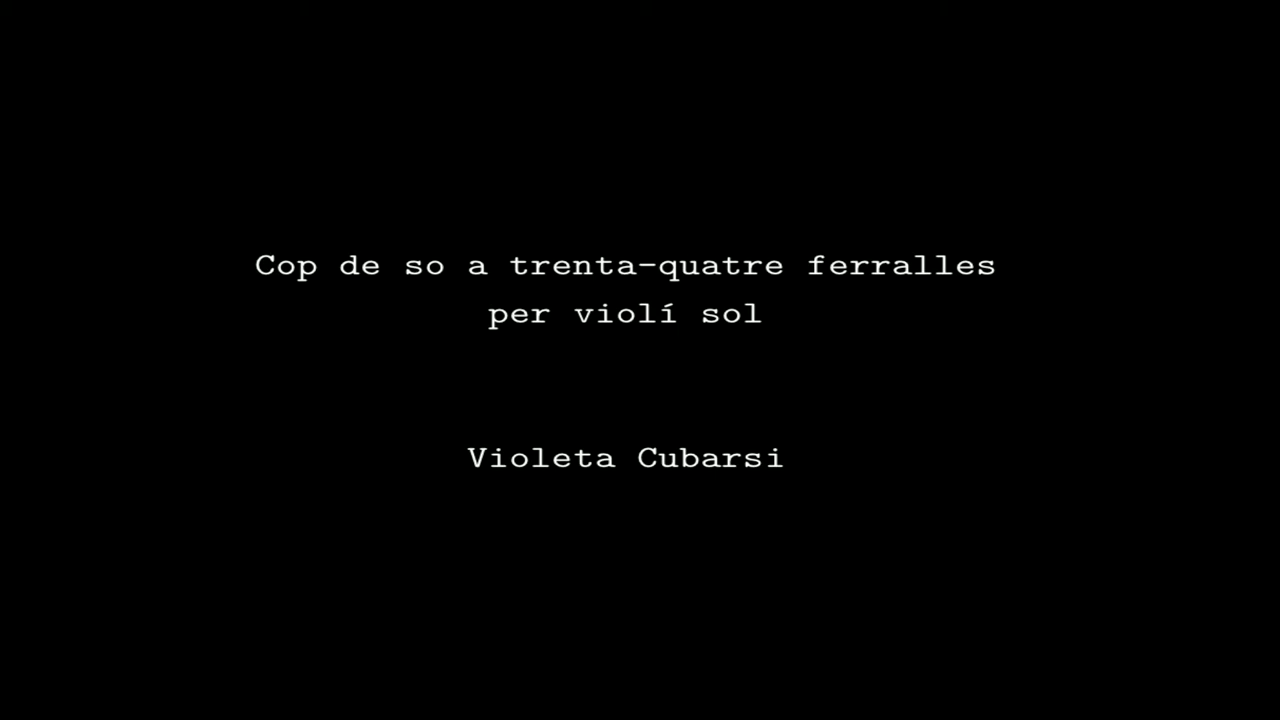 Cop de so a trenta-quatre ferralles
per violí sol
Violeta Cubarsi